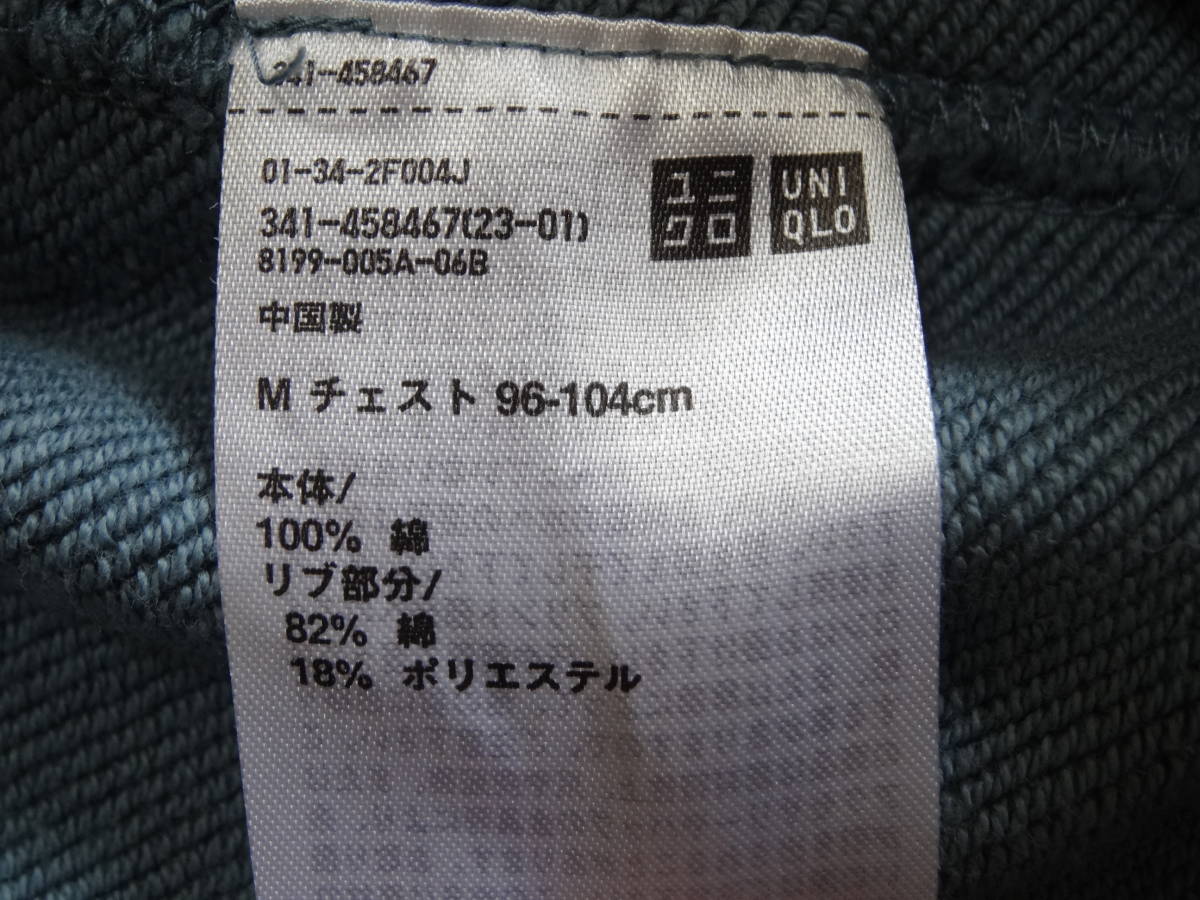 341-458467
01-34-2F004J
341-458467(23-01)
8199-005A-06B
ユニ
クロ
UNI
QLO
中国製
M チェスト 96-104cm
本体/
100% 綿
リブ部分/
82% 綿
18% ポリエステル